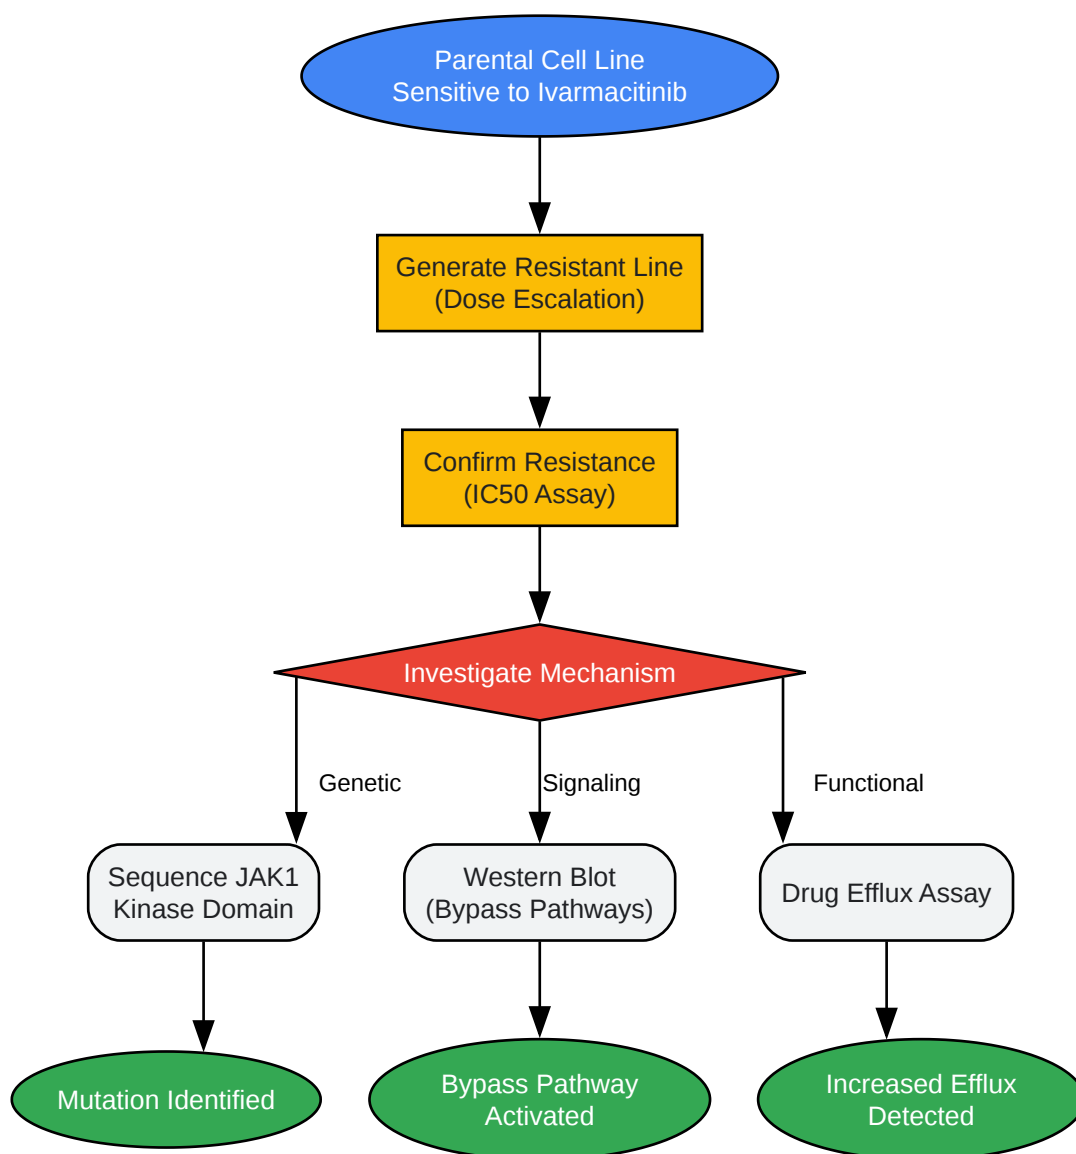 Parental Cell Line
Sensitive to Ivarmacitinib
Generate Resistant Line
(Dose Escalation)
Confirm Resistance
(IC50 Assay)
Investigate Mechanism
Genetic
Signaling
Functional
Sequence JAK1
Kinase Domain
Western Blot
(Bypass Pathways)
Drug Efflux Assay
Mutation Identified
Bypass Pathway
Activated
Increased Efflux
Detected